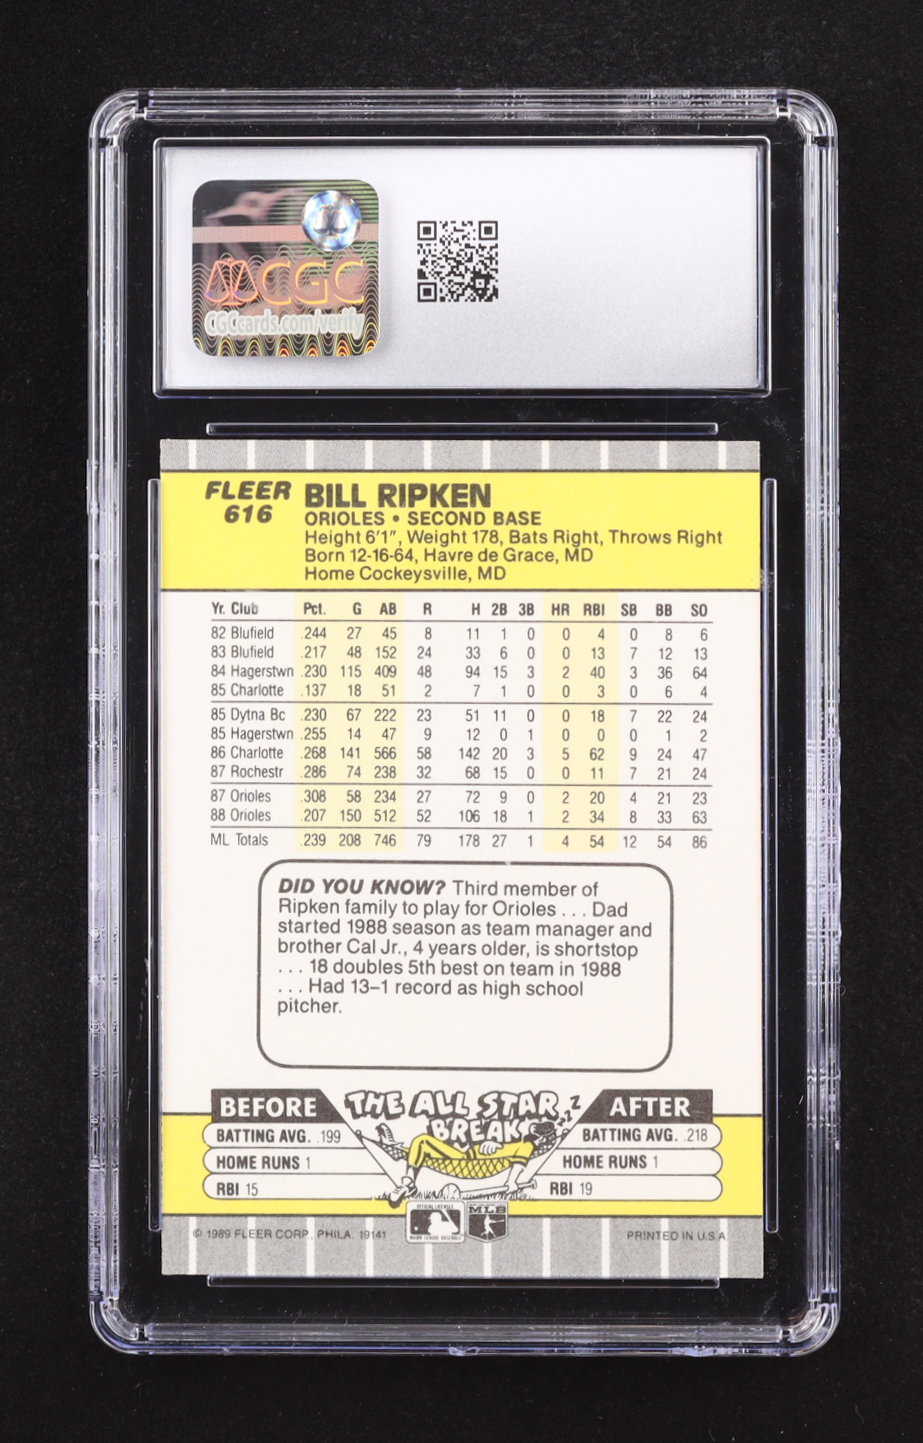 CGC
CGCcards.com/verify
FLEER
616
BILL RIPKEN
ORIOLES • SECOND BASE
Height 6'1", Weight 178, Bats Right, Throws Right
Born 12-16-64, Havre de Grace, MD
Home Cockeysville, MD
Yr. Club Pct. G AB R H 2B 3B HR RBI SB BB SO
82 Blufield .244 27 45 8 11 1 0 0 4 0 8 6
83 Blufield .217 48 152 24 33 6 0 0 13 7 12 13
84 Hagerstwn .230 115 409 48 94 15 3 2 40 3 36 64
85 Charlotte .137 18 51 2 7 1 0 0 3 0 6 4
85 Dytna Bc .230 67 222 23 51 11 0 0 18 7 22 24
85 Hagerstwn .255 14 47 9 12 0 1 0 0 0 1 2
86 Charlotte .268 141 566 58 142 20 3 5 62 9 24 47
87 Rochestr .286 74 238 32 68 15 0 0 11 7 21 24
87 Orioles .308 58 234 27 72 9 0 2 20 4 21 23
88 Orioles .207 150 512 52 106 18 1 2 34 8 33 63
ML Totals .239 208 746 79 178 27 1 4 54 12 54 86
DID YOU KNOW? Third member of
Ripken family to play for Orioles . . . Dad
started 1988 season as team manager and
brother Cal Jr., 4 years older, is shortstop
. . . 18 doubles 5th best on team in 1988
. . . Had 13–1 record as high school
pitcher.
BEFORE THE ALL STAR BREAK AFTER
ZZZ
BATTING AVG. .199 BATTING AVG. .218
HOME RUNS 1 HOME RUNS 1
RBI 15 RBI 19
OFFICIAL LICENSEE
MAJOR LEAGUE BASEBALL
MLB
© 1989 FLEER CORP., PHILA. 19141 PRINTED IN U.S.A.